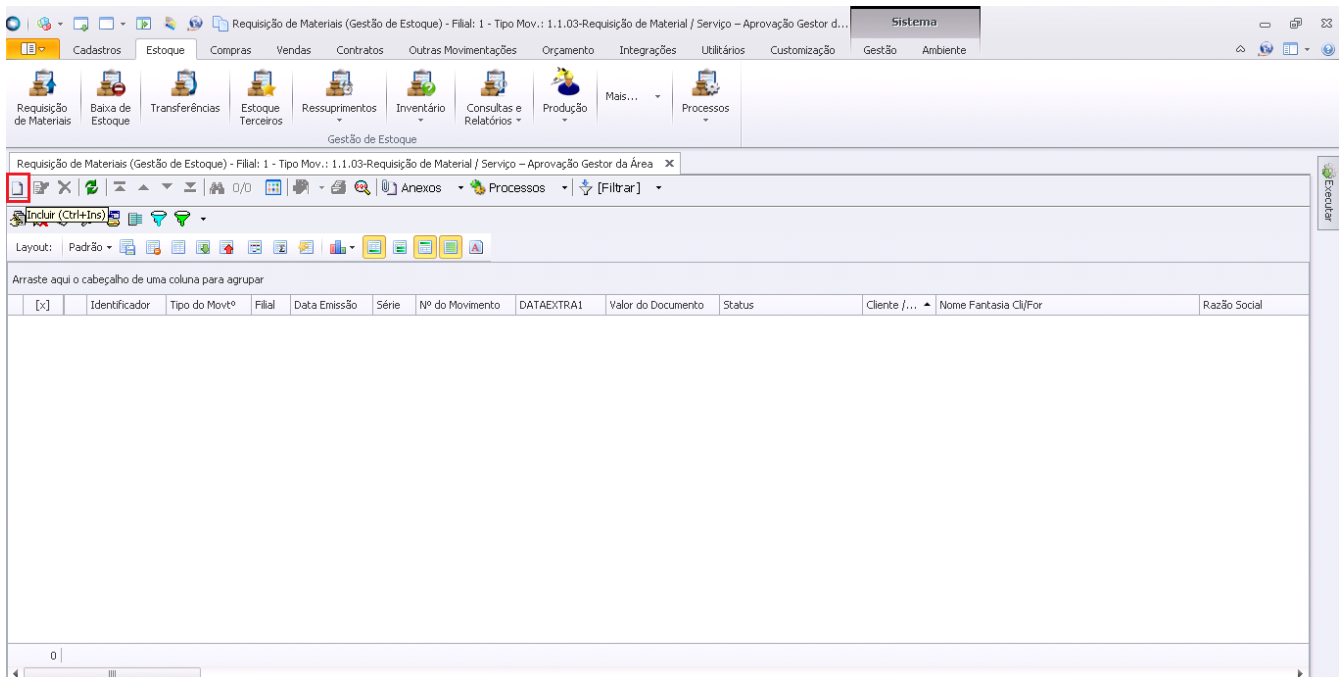 Requisição de Materiais (Gestão de Estoque) - Filial: 1 - Tipo Mov.: 1.1.03-Requisição de Material / Serviço – Aprovação Gestor d... Sistema
Cadastros Estoque Compras Vendas Contratos Outras Movimentações Orçamento Integrações Utilitários Customização Gestão Ambiente
Requisição de Materiais
Baixa de Estoque
Transferências
Estoque Terceiros
Ressuprimentos
Inventário
Consultas e Relatórios
Produção
Mais...
Processos
Gestão de Estoque
Requisição de Materiais (Gestão de Estoque) - Filial: 1 - Tipo Mov.: 1.1.03-Requisição de Material / Serviço – Aprovação Gestor da Área X
0/0 Anexos Processos [Filtrar]
Executar
Incluir (Ctrl+Ins)
Layout: Padrão
Arraste aqui o cabeçalho de uma coluna para agrupar
[x] Identificador Tipo do Movtº Filial Data Emissão Série Nº do Movimento DATAEXTRA1 Valor do Documento Status Cliente /... Nome Fantasia Cli/For Razão Social
0